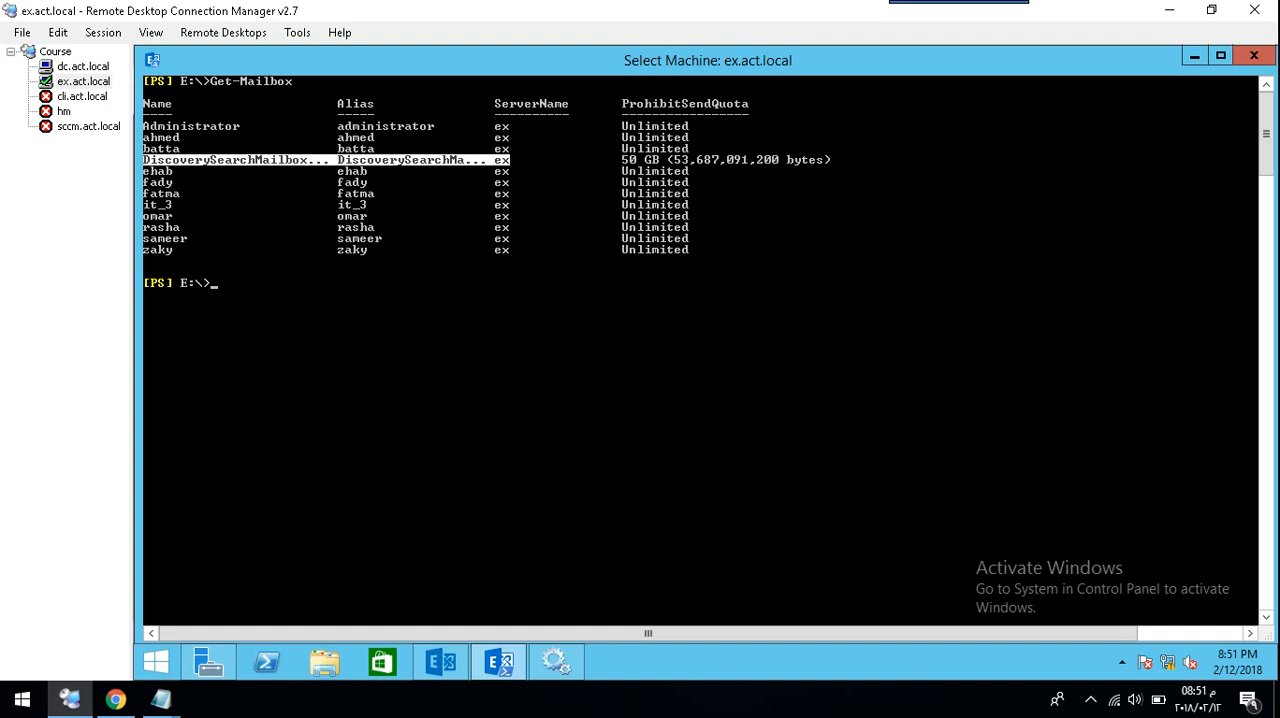 ex.act.local - Remote Desktop Connection Manager v2.7
File Edit Session View Remote Desktops Tools Help
Course
dc.act.local
ex.act.local
cli.act.local
hm
sccm.act.local
Select Machine: ex.act.local
[PS] E:\>Get-Mailbox
Name Alias ServerName ProhibitSendQuota
---- ----- ---------- -----------------
Administrator administrator ex Unlimited
ahmed ahmed ex Unlimited
batta batta ex Unlimited
DiscoverySearchMailbox... DiscoverySearchMa... ex 50 GB (53,687,091,200 bytes)
ehab ehab ex Unlimited
fady fady ex Unlimited
fatma fatma ex Unlimited
it_3 it_3 ex Unlimited
omar omar ex Unlimited
rasha rasha ex Unlimited
sameer sameer ex Unlimited
zaky zaky ex Unlimited
[PS] E:\>_
Activate Windows
Go to System in Control Panel to activate
Windows.
8:51 PM
2/12/2018
08:51 م
٢٠١٨/٠٢/١٢